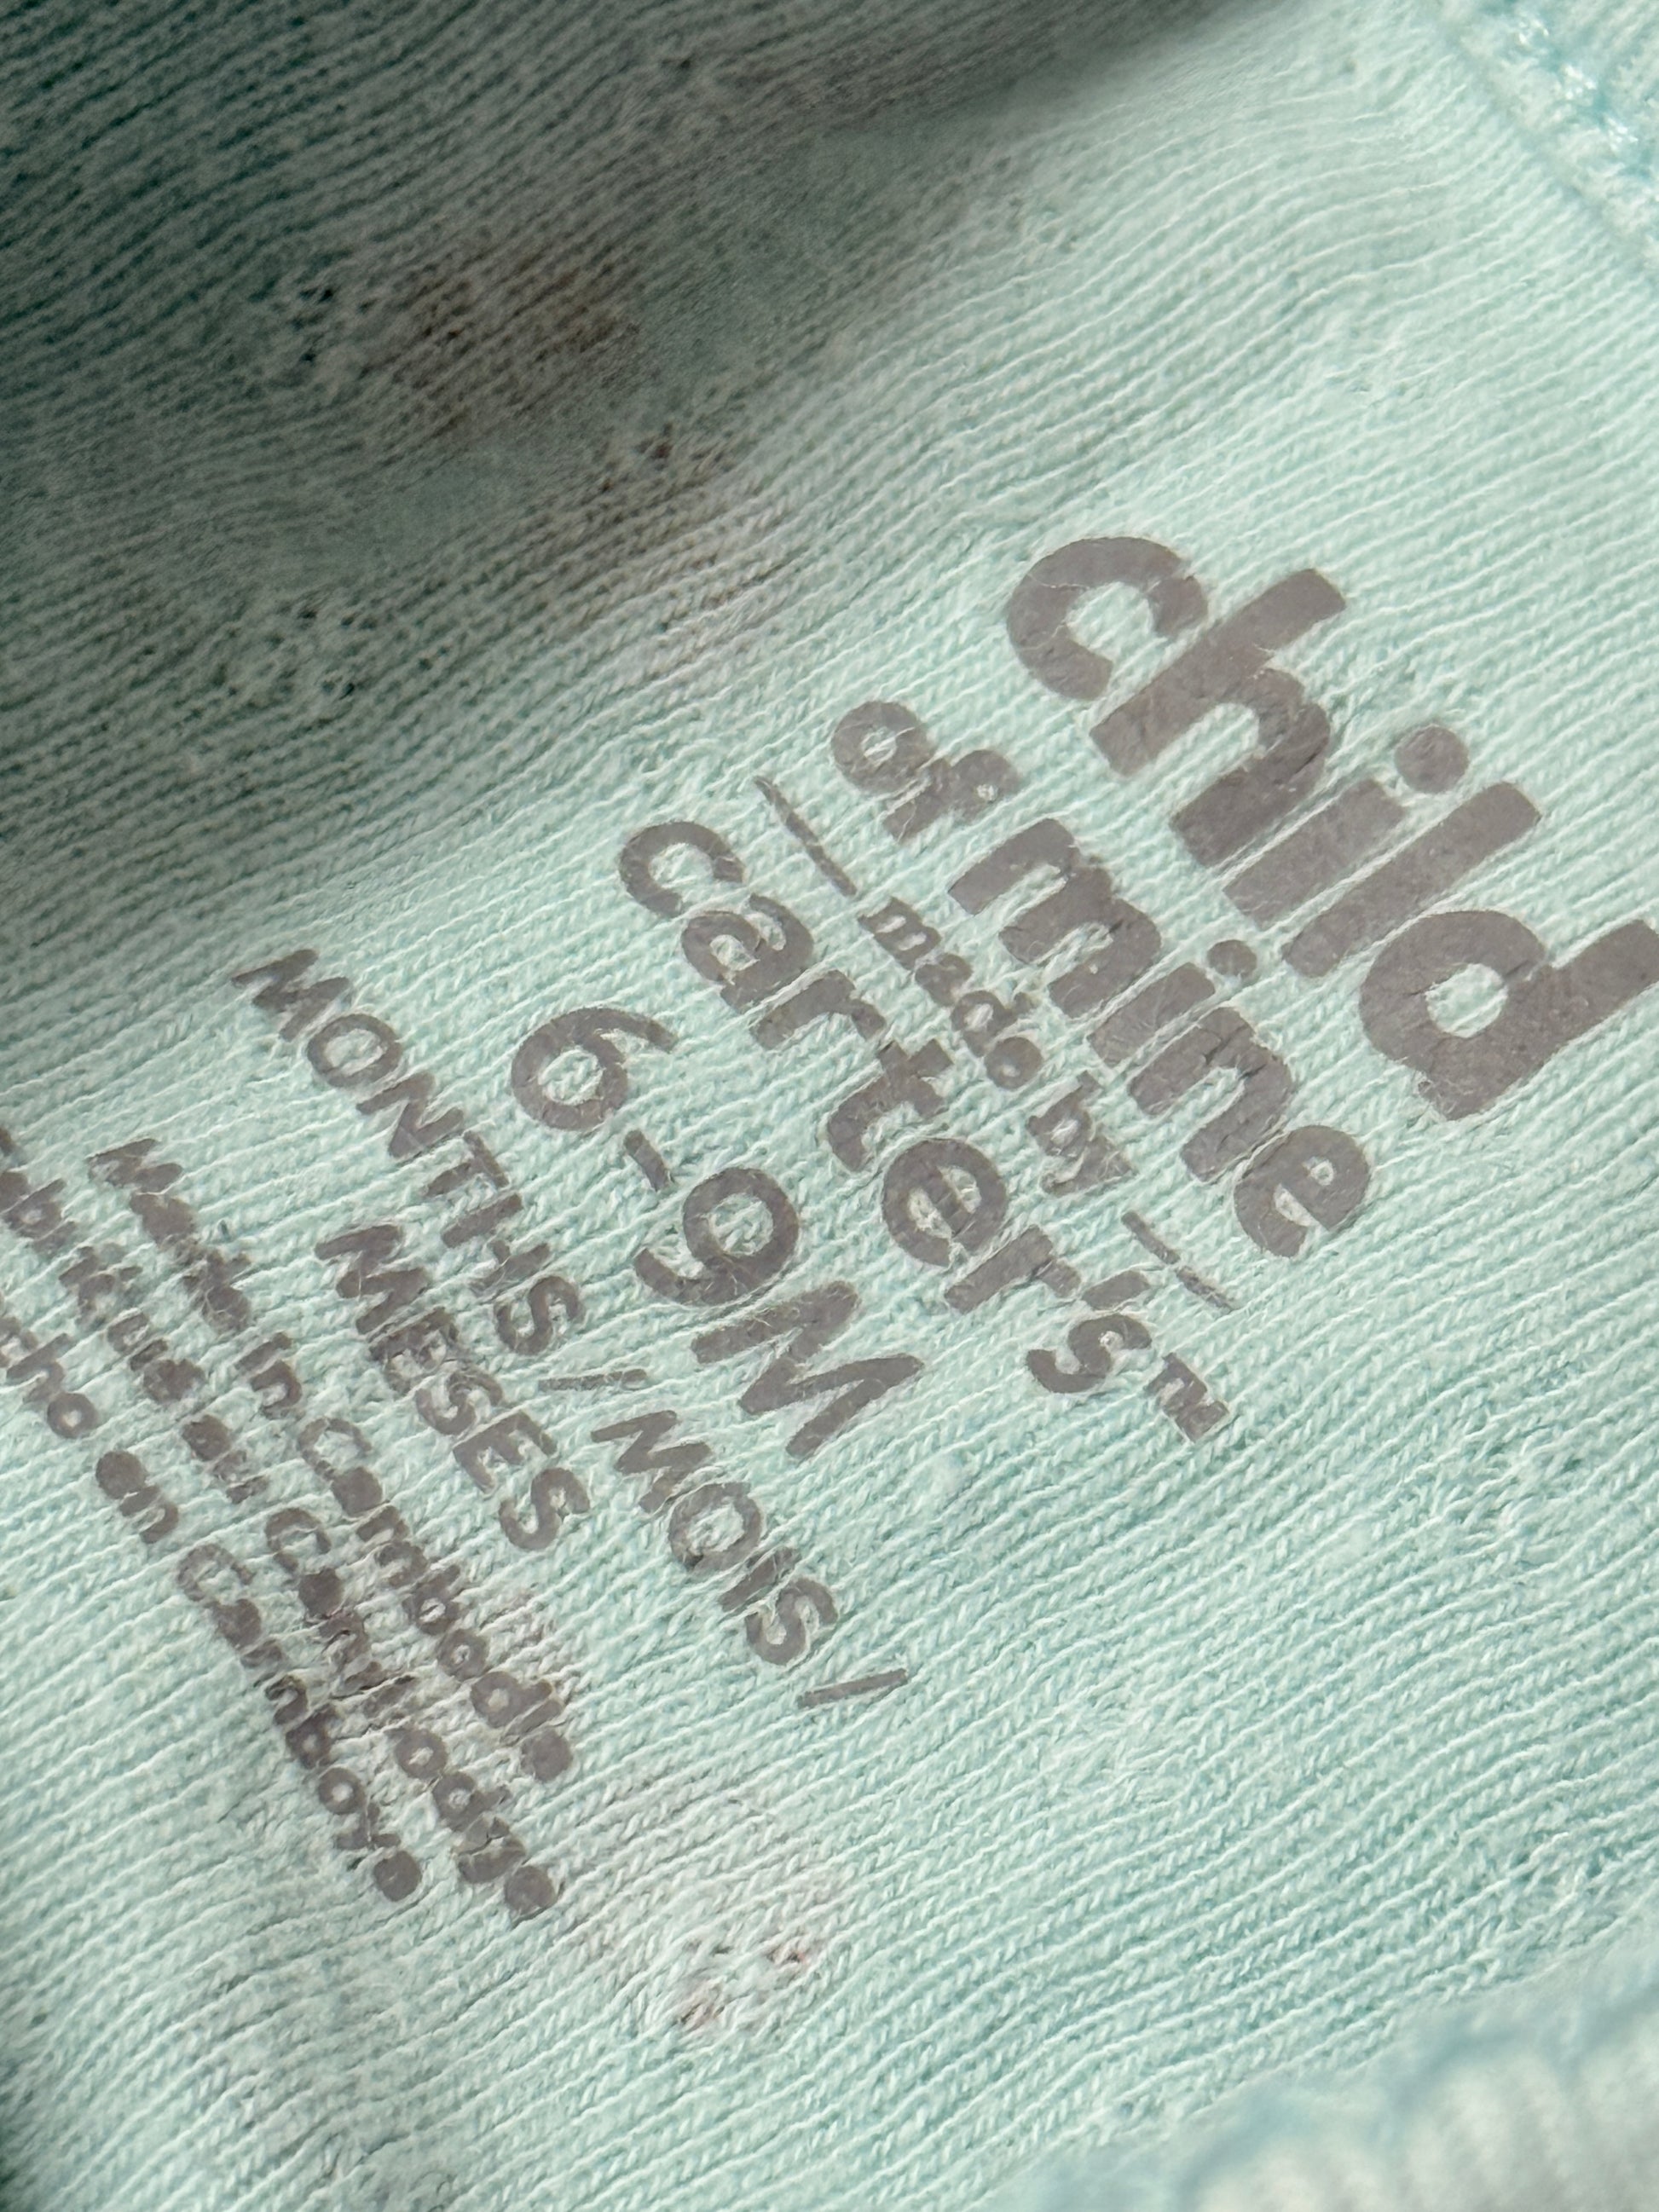 child
of mine
/ made by /
carter's™
6-9M
MONTHS / MOIS /
MESES
Made in Cambodia
Fabriqué au Cambodge
Hecho en Camboya